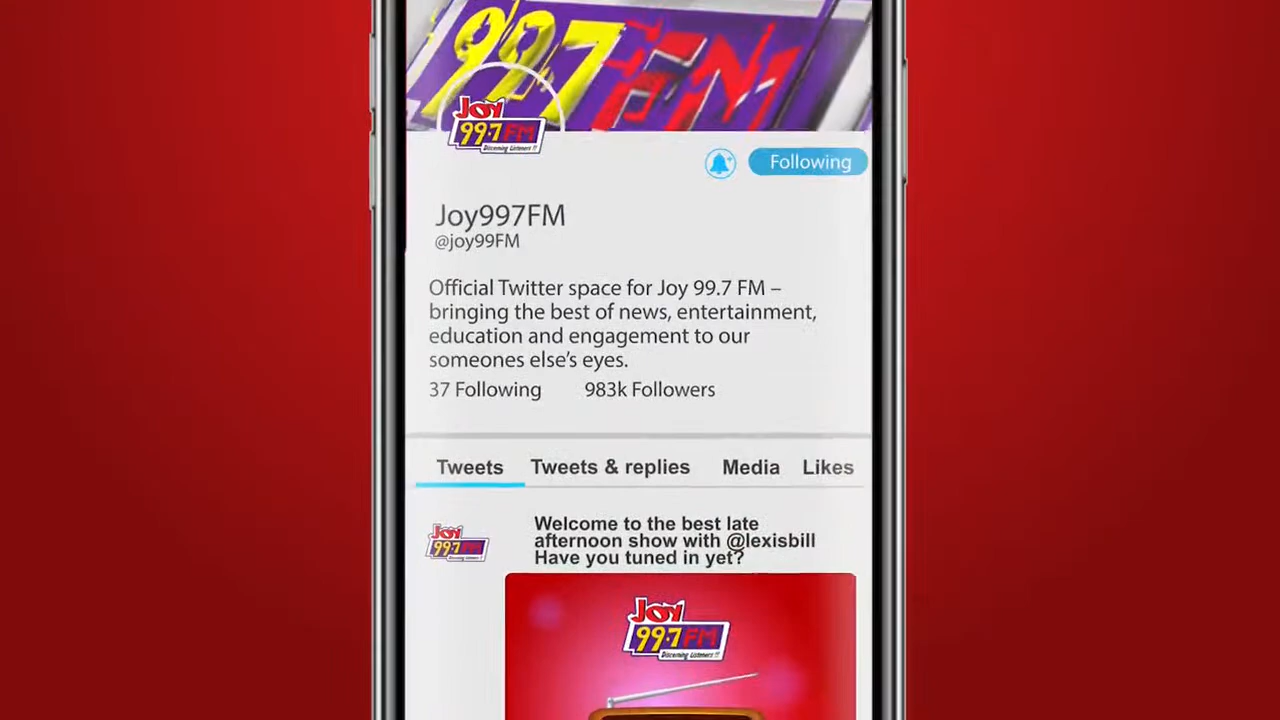 99.7 FM
JOY
99.7 FM
Discerning Listeners !!
Following
Joy997FM
@joy99FM
Official Twitter space for Joy 99.7 FM –
bringing the best of news, entertainment,
education and engagement to our
someones else’s eyes.
37 Following 983k Followers
Tweets Tweets & replies Media Likes
JOY
99.7 FM
Discerning Listeners !!
Welcome to the best late
afternoon show with @lexisbill
Have you tuned in yet?
JOY
99.7 FM
Discerning Listeners !!